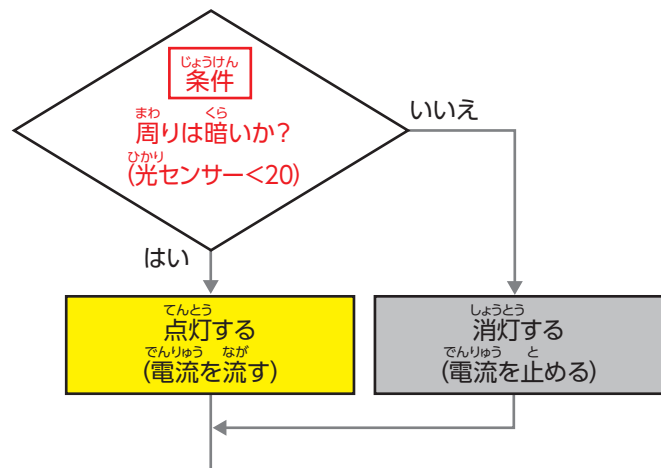 じょうけん
条件
まわ くら
周りは暗いか?
ひかり
(光センサー<20)
いいえ
はい
てんとう
点灯する
でんりゅう なが
(電流を流す)
しょうとう
消灯する
でんりゅう と
(電流を止める)